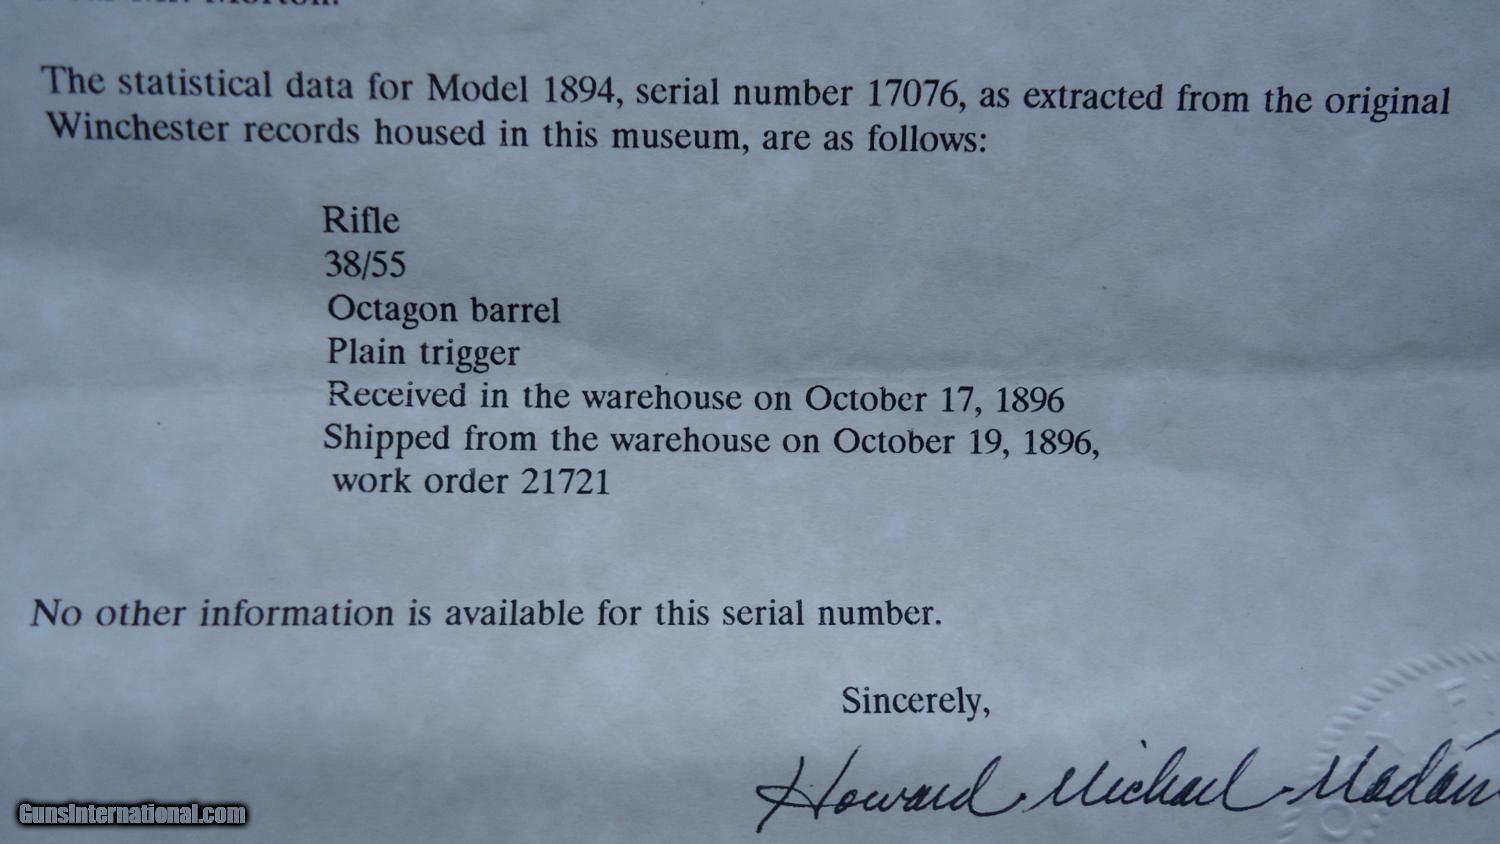 The statistical data for Model 1894, serial number 17076, as extracted from the original
Winchester records housed in this museum, are as follows:
Rifle
38/55
Octagon barrel
Plain trigger
Received in the warehouse on October 17, 1896
Shipped from the warehouse on October 19, 1896,
work order 21721
No other information is available for this serial number.
Sincerely,
Howard Michael Madaus
GunsInternational.com